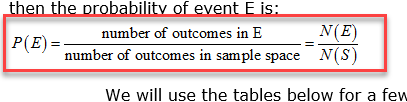 then the probability of event E is:
P(E) = number of outcomes in E / number of outcomes in sample space = N(E) / N(S)
We will use the tables below for a few